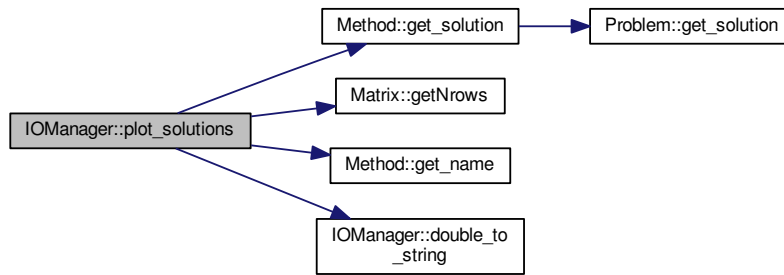 Method::get_solution
Problem::get_solution
Matrix::getNrows
IOManager::plot_solutions
Method::get_name
IOManager::double_to
_string